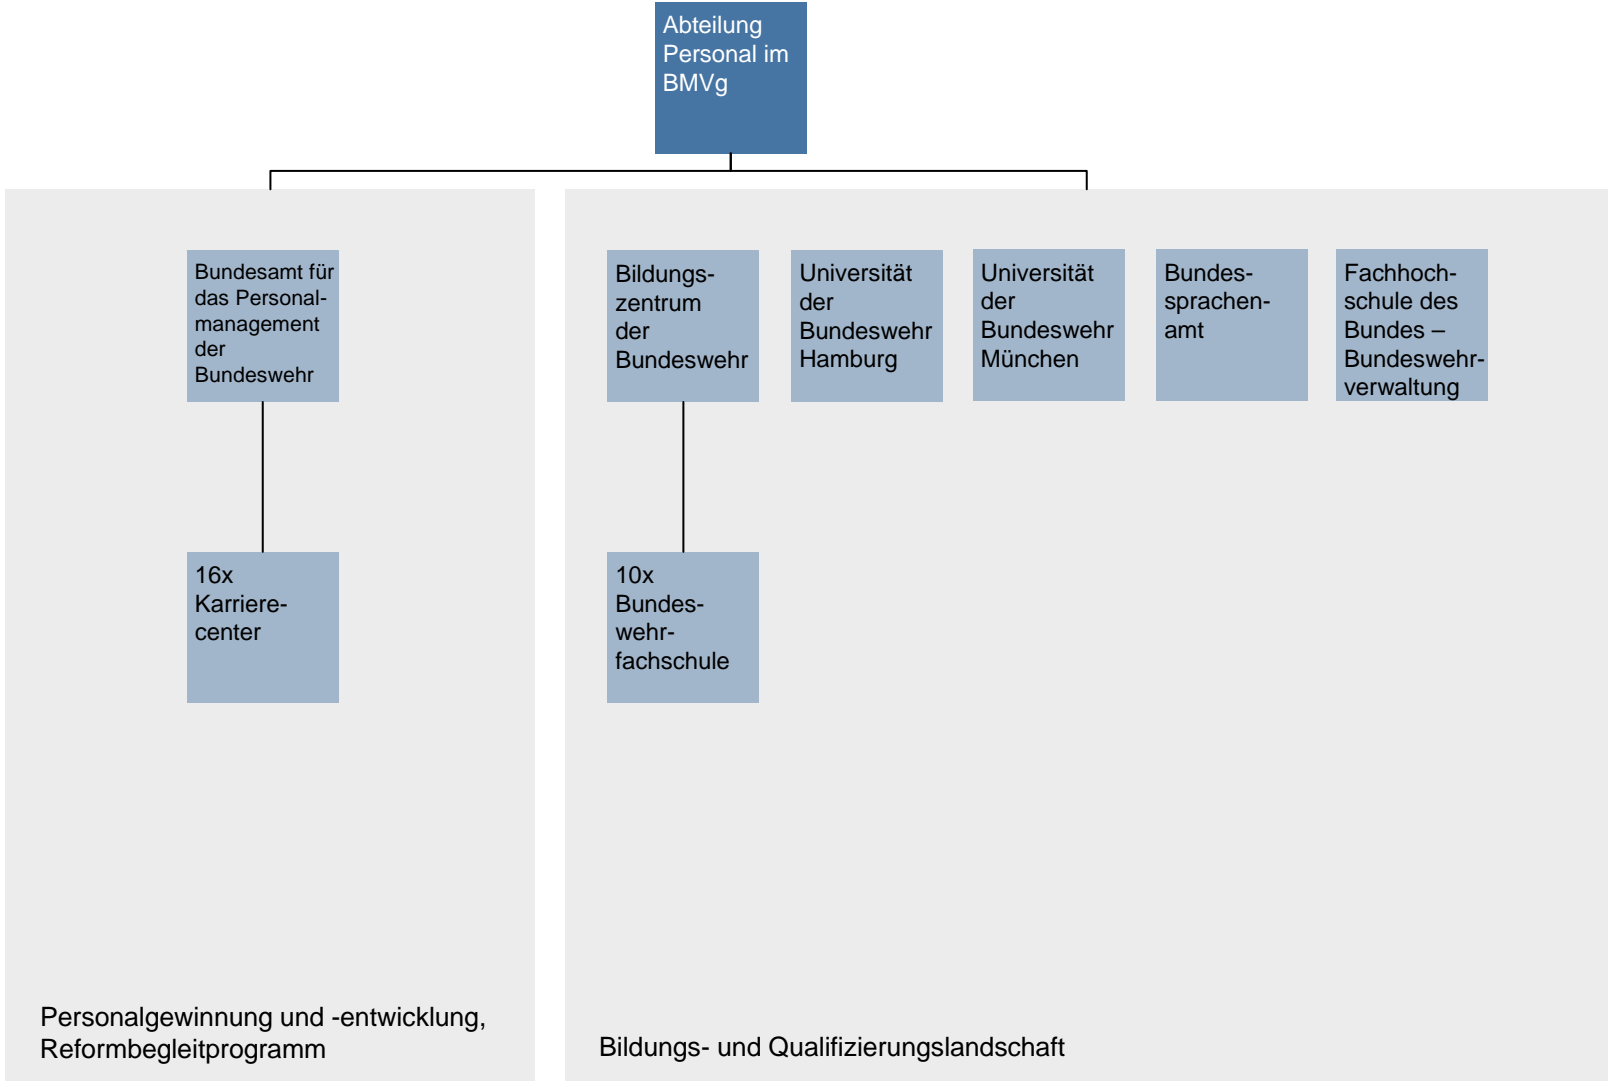 Abteilung
Personal im
BMVg
Bundesamt für
das Personal-
management
der
Bundeswehr
Bildungs-
zentrum
der
Bundeswehr
Universität
der
Bundeswehr
Hamburg
Universität
der
Bundeswehr
München
Bundes-
sprachen-
amt
Fachhoch-
schule des
Bundes –
Bundeswehr-
verwaltung
16x
Karriere-
center
10x
Bundes-
wehr-
fachschule
Personalgewinnung und -entwicklung,
Reformbegleitprogramm
Bildungs- und Qualifizierungslandschaft